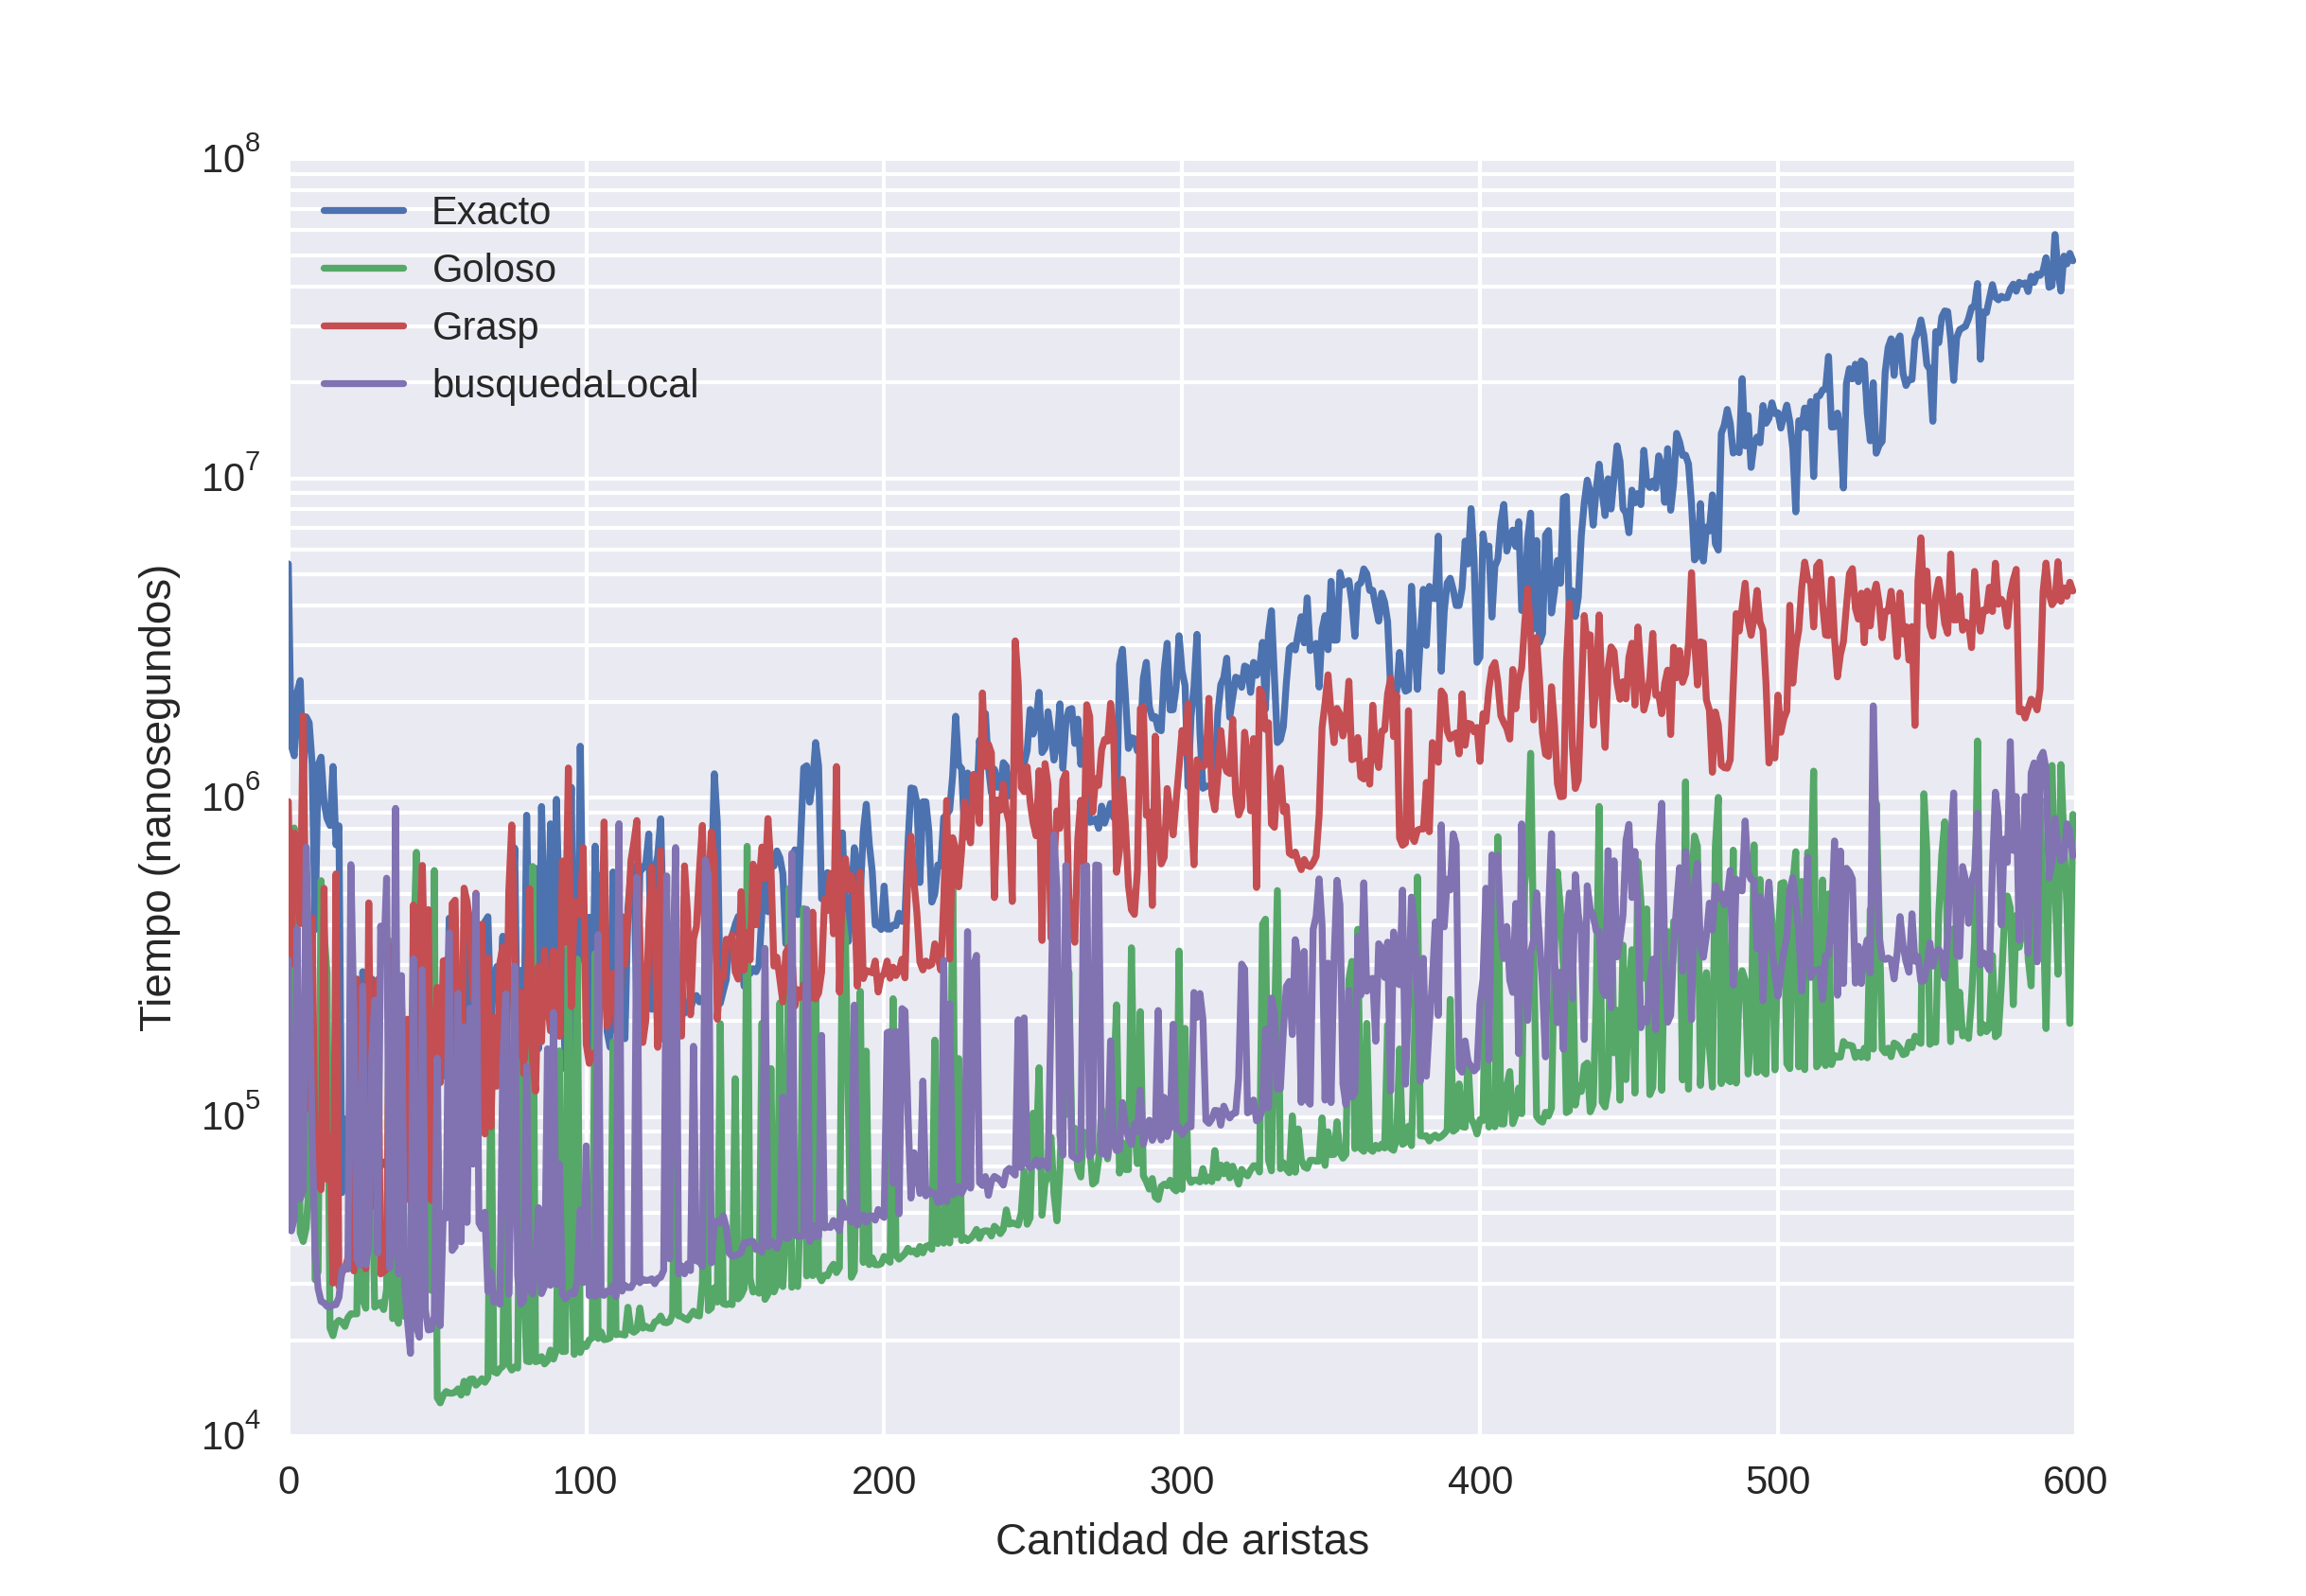 10^8
Exacto
Goloso
Grasp
busquedaLocal
10^7
10^6
10^5
10^4
Tiempo (nanosegundos)
0 100 200 300 400 500 600
Cantidad de aristas